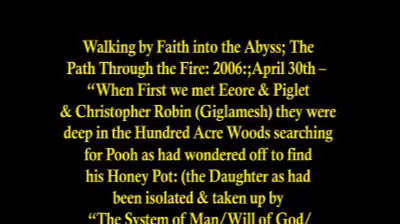 Walking by Faith into the Abyss; The
Path Through the Fire: 2006:;April 30th –
“When First we met Eeore & Piglet
& Christopher Robin (Giglamesh) they were
deep in the Hundred Acre Woods searching
for Pooh as had wondered off to find
his Honey Pot: (the Daughter as had
been isolated & taken up by
“The System of Man/Will of God/